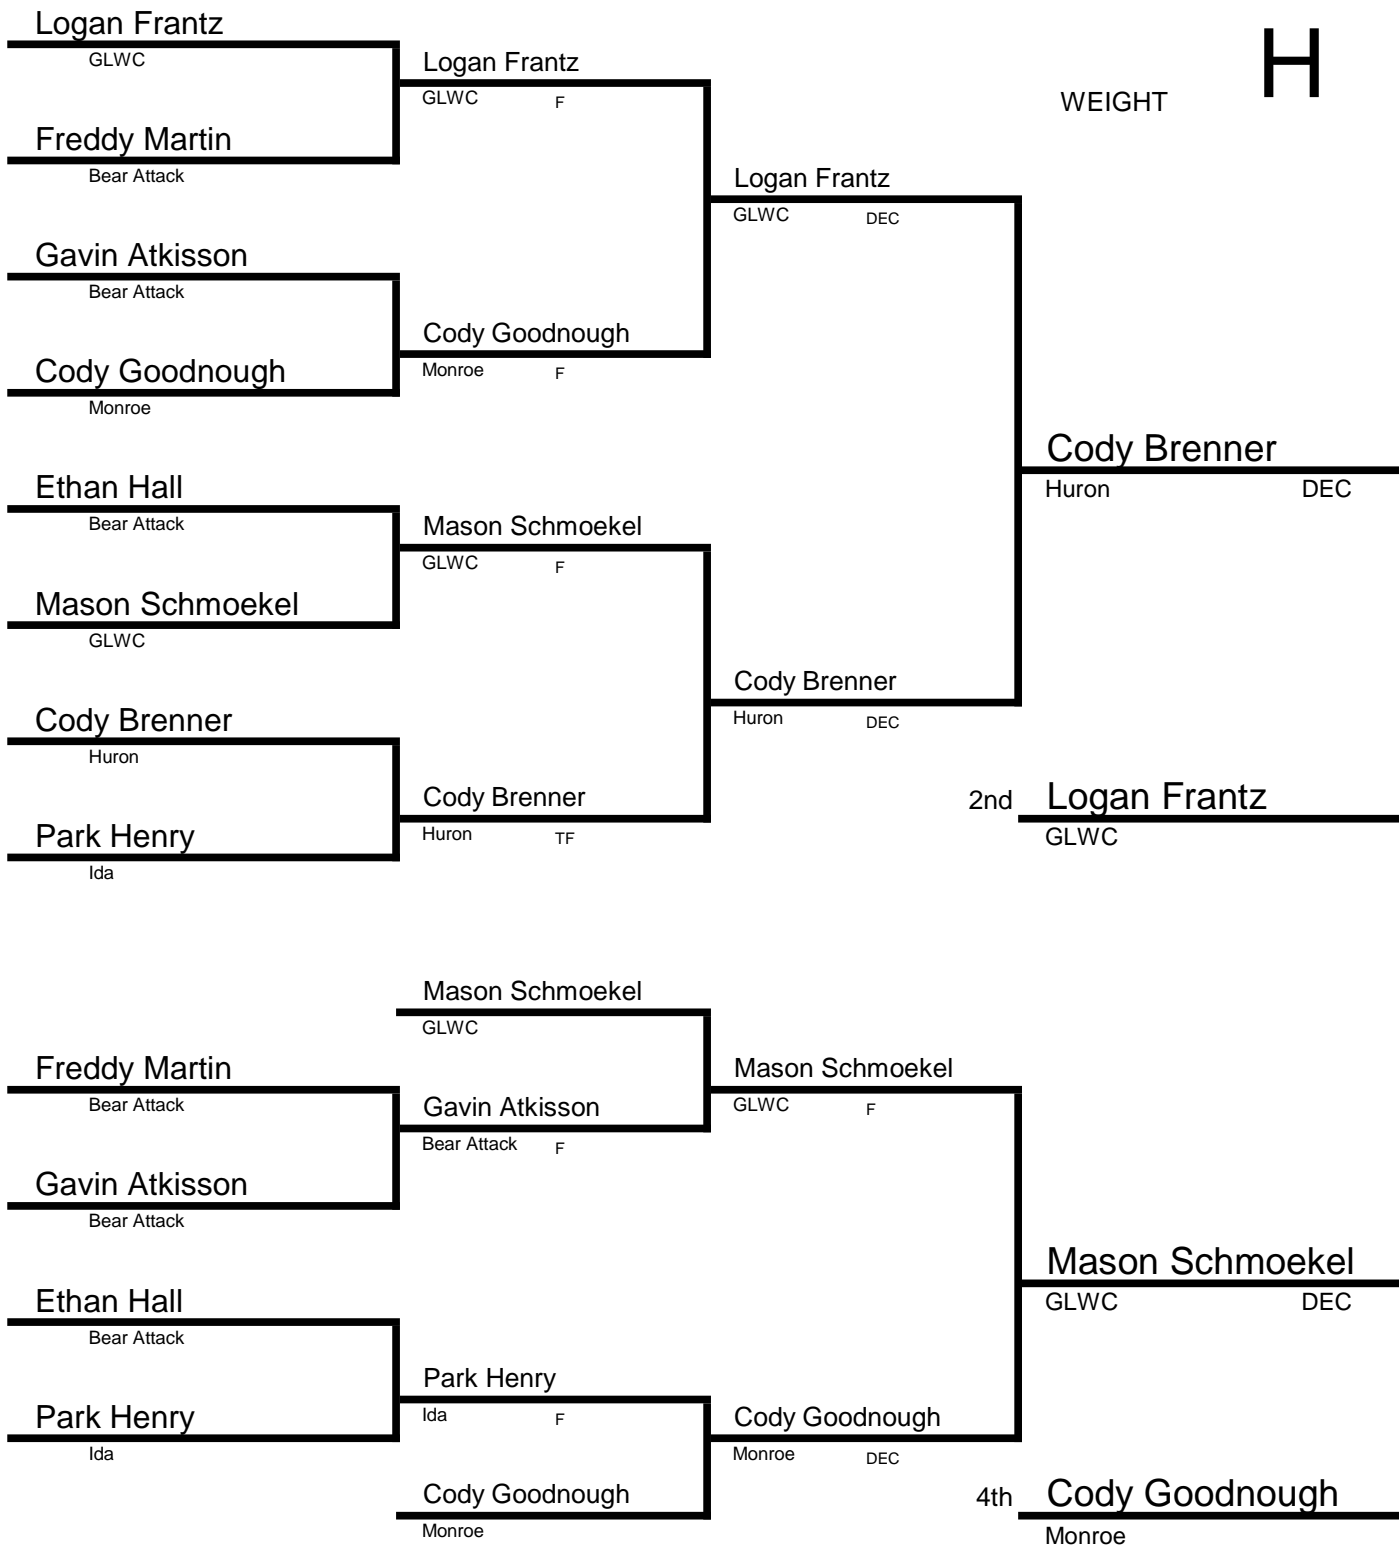 Logan Frantz
GLWC
Logan Frantz
GLWC F
H
WEIGHT
Freddy Martin
Bear Attack
Logan Frantz
GLWC DEC
Gavin Atkisson
Bear Attack
Cody Goodnough
Monroe F
Cody Goodnough
Monroe
Cody Brenner
Huron DEC
Ethan Hall
Bear Attack
Mason Schmoekel
GLWC F
Mason Schmoekel
GLWC
Cody Brenner
Huron DEC
Cody Brenner
Huron
Cody Brenner
Huron TF
2nd Logan Frantz
GLWC
Park Henry
Ida
Mason Schmoekel
GLWC
Freddy Martin
Bear Attack
Mason Schmoekel
GLWC F
Gavin Atkisson
Bear Attack F
Gavin Atkisson
Bear Attack
Mason Schmoekel
GLWC DEC
Ethan Hall
Bear Attack
Park Henry
Ida F
Park Henry
Ida
Cody Goodnough
Monroe DEC
Cody Goodnough
Monroe
4th Cody Goodnough
Monroe